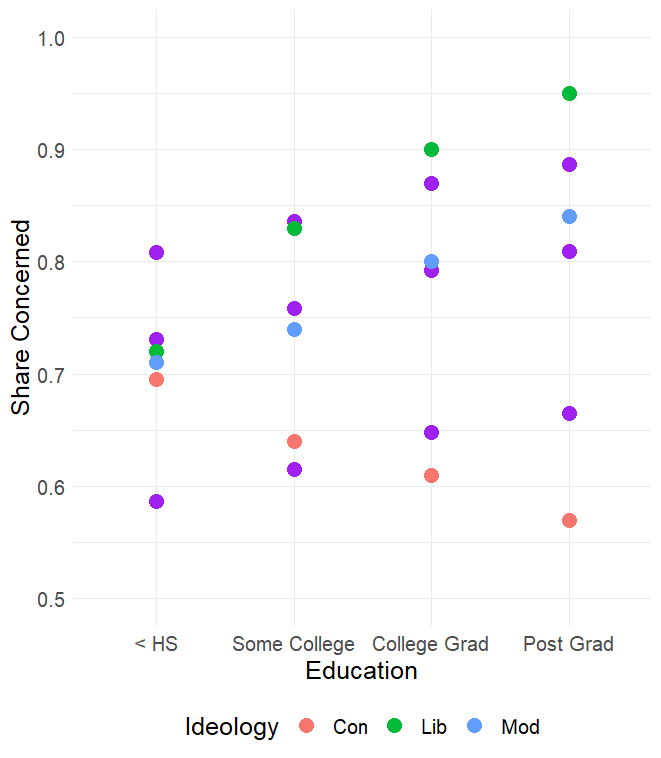 1.0
0.9
0.8
0.7
0.6
0.5
Share Concerned
< HS Some College College Grad Post Grad
Education
Ideology Con Lib Mod